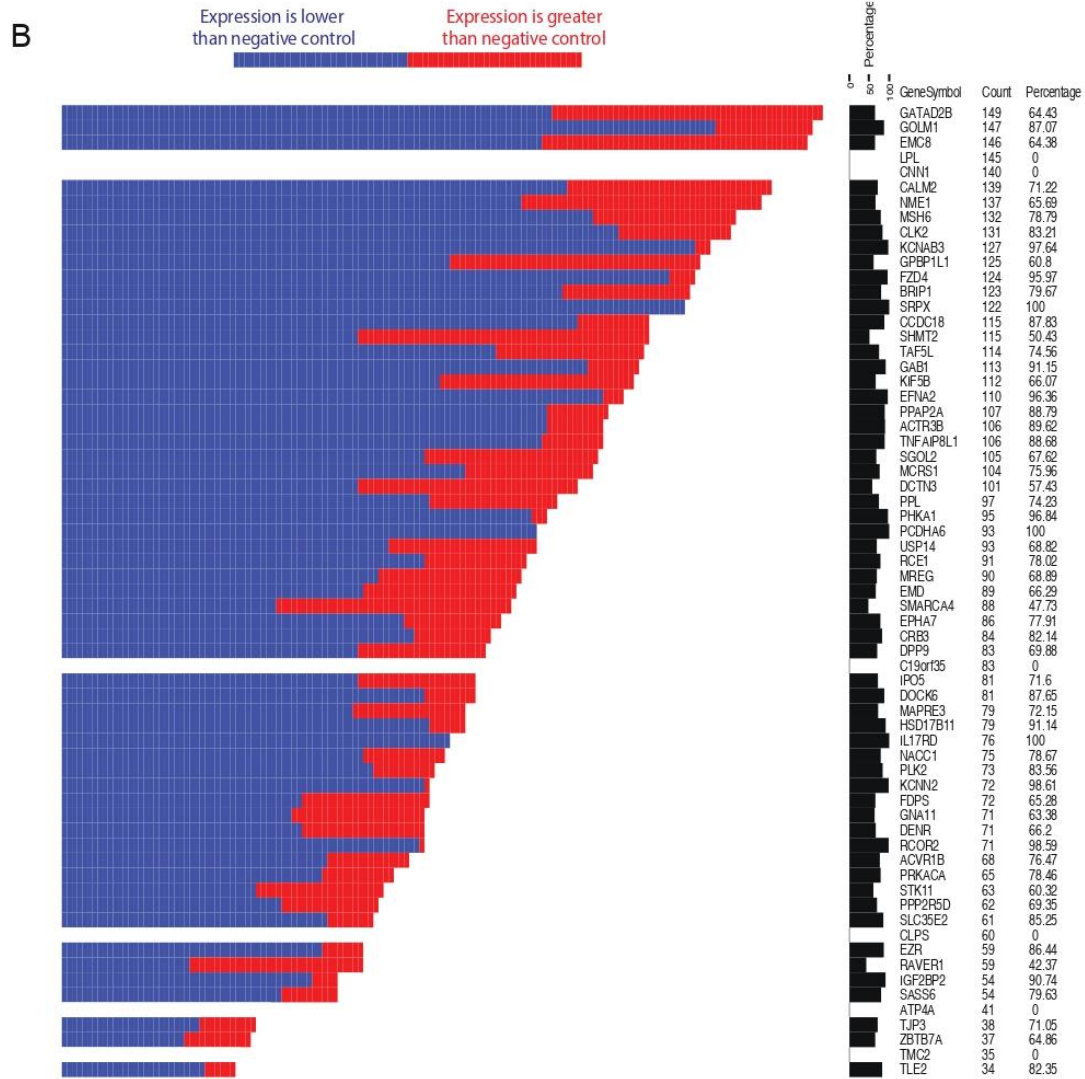 B
Expression is lower
than negative control
Expression is greater
than negative control
Percentage
0
50
100
GeneSymbol Count Percentage
GATAD2B 149 64.43
GOLM1 147 87.07
EMC8 146 64.38
LPL 145 0
CNN1 140 0
CALM2 139 71.22
NME1 137 65.69
MSH6 132 78.79
CLK2 131 83.21
KCNAB3 127 97.64
GPBP1L1 125 60.8
FZD4 124 95.97
BRIP1 123 79.67
SRPX 122 100
CCDC18 115 87.83
SHMT2 115 50.43
TAF5L 114 74.56
GAB1 113 91.15
KIF5B 112 66.07
EFNA2 110 96.36
PPAP2A 107 88.79
ACTR3B 106 89.62
TNFAIP8L1 106 88.68
SGOL2 105 67.62
MCRS1 104 75.96
DCTN3 101 57.43
PPL 97 74.23
PHKA1 95 96.84
PCDHA6 93 100
USP14 93 68.82
RCE1 91 78.02
MREG 90 68.89
EMD 89 66.29
SMARCA4 88 47.73
EPHA7 86 77.91
CRB3 84 82.14
DPP9 83 69.88
C19orf35 83 0
IPO5 81 71.6
DOCK6 81 87.65
MAPRE3 79 72.15
HSD17B11 79 91.14
IL17RD 76 100
NACC1 75 78.67
PLK2 73 83.56
KCNN2 72 98.61
FDPS 72 65.28
GNA11 71 63.38
DENR 71 66.2
RCOR2 71 98.59
ACVR1B 68 76.47
PRKACA 65 78.46
STK11 63 60.32
PPP2R5D 62 69.35
SLC35E2 61 85.25
CLPS 60 0
EZR 59 86.44
RAVER1 59 42.37
IGF2BP2 54 90.74
SASS6 54 79.63
ATP4A 41 0
TJP3 38 71.05
ZBTB7A 37 64.86
TMC2 35 0
TLE2 34 82.35